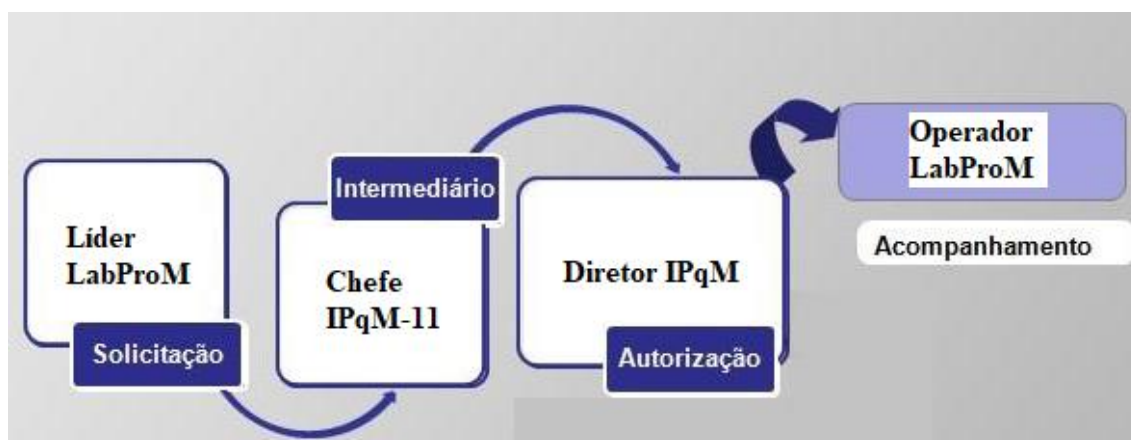 Líder
LabProM
Solicitação
Intermediário
Chefe
IPqM-11
Diretor IPqM
Autorização
Operador
LabProM
Acompanhamento